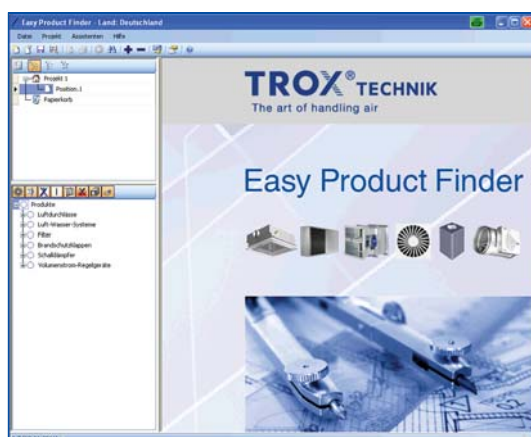 Easy Product Finder - Land: Deutschland
Datei Projekt Assistenten Hilfe
Projekt 1
Position.1
Papierkorb
Produkte
Luftdurchlässe
Luft-Wasser-Systeme
Filter
Brandschutzklappen
Schalldämpfer
Volumenstrom-Regelgeräte
TROX® TECHNIK
The art of handling air
Easy Product Finder